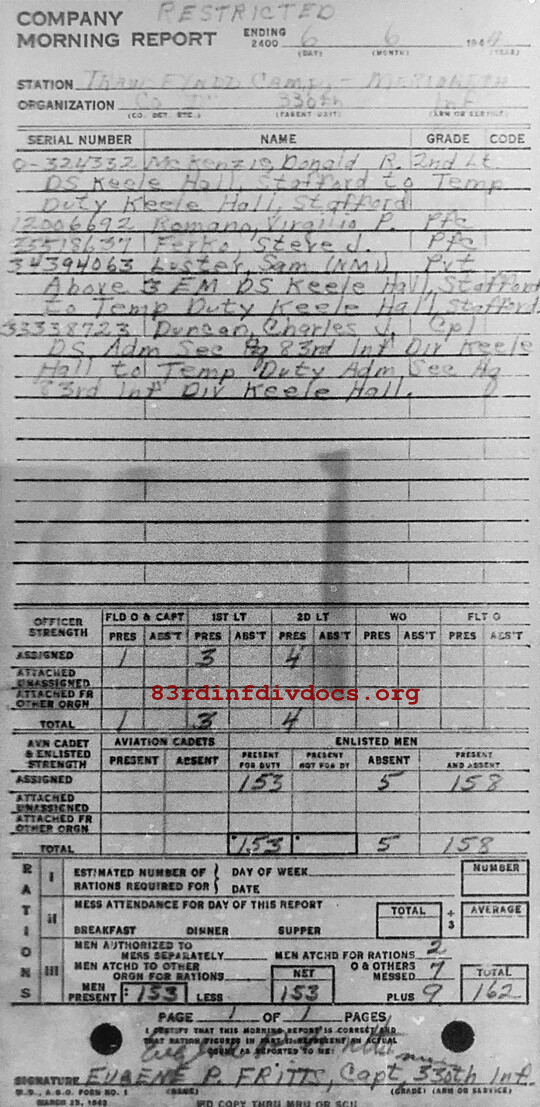 RESTRICTED
COMPANY
MORNING REPORT ENDING 2400 6 6 1944
(DAY) (MONTH) (YEAR)
STATION Trawsfynydd Camp - Merioneth
ORGANIZATION Co "D" 330th Inf
(CO. DET. ETC.) (PARENT UNIT) (ARM OR SERVICE)
SERIAL NUMBER NAME GRADE CODE
O-324332 McKenzie, Donald R. 2nd Lt
DS Keele Hall, Stafford to Temp
Duty Keele Hall, Stafford
12006692 Romano, Virgilio P. Pfc
35518637 Ferko, Steve J. Pfc
34394063 Luster, Sam (NMI) Pvt
Above 3 EM DS Keele Hall, Stafford
to Temp Duty Keele Hall, Stafford.
33338723 Duncan, Charles J. Cpl
DS, Adm Sec Hq 83rd Inf Div Keele
Hall to Temp Duty Adm Sec Hq
83rd Inf Div Keele Hall.
OFFICER STRENGTH FLD O & CAPT 1ST LT 2D LT WO FLT O
PRES ABS'T PRES ABS'T PRES ABS'T PRES ABS'T PRES ABS'T
ASSIGNED 1 3 4
ATTACHED UNASSIGNED
ATTACHED FR OTHER ORGN
83rdinfdivdocs.org
TOTAL 1 3 4
AVN CADET & ENLISTED STRENGTH AVIATION CADETS ENLISTED MEN
PRESENT ABSENT PRESENT FOR DUTY PRESENT NOT FOR DY ABSENT PRESENT AND ABSENT
ASSIGNED 153 5 158
ATTACHED UNASSIGNED
ATTACHED FR OTHER ORGN
TOTAL 153 5 158
RATIONS
I ESTIMATED NUMBER OF RATIONS REQUIRED FOR { DAY OF WEEK DATE NUMBER
II MESS ATTENDANCE FOR DAY OF THIS REPORT TOTAL ÷ 3 AVERAGE
BREAKFAST DINNER SUPPER
III MEN AUTHORIZED TO MESS SEPARATELY MEN ATCHD FOR RATIONS 2
MEN ATCHD TO OTHER ORGN FOR RATIONS NET O & OTHERS MESSED 7 TOTAL
MEN PRESENT 153 LESS 153 PLUS 9 162
PAGE 1 OF 1 PAGES
I CERTIFY THAT THIS MORNING REPORT IS CORRECT AND
THAT RATION FIGURES IN PART III REPRESENT AN ACTUAL
COUNT AS REPORTED TO ME:
SIGNATURE EUGENE P. FRITTS, Capt, 330th Inf.
(NAME) (GRADE) (ARM OR SERVICE)
W.D., A.G.O. FORM NO. 1
MARCH 25, 1943
COPY THRU MRU OR SCU